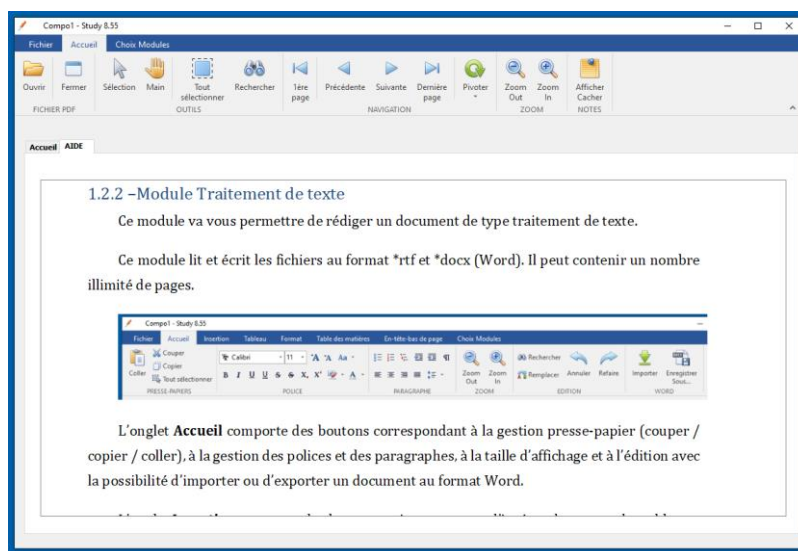 Compo1 - Study 8.55
Fichier Accueil Choix Modules
Ouvrir Fermer Sélection Main Tout sélectionner Rechercher 1ère page Précédente Suivante Dernière page Pivoter Zoom Out Zoom In Afficher Cacher
FICHIER PDF OUTILS NAVIGATION ZOOM NOTES
Accueil AIDE
1.2.2 –Module Traitement de texte
Ce module va vous permettre de rédiger un document de type traitement de texte.
Ce module lit et écrit les fichiers au format *rtf et *docx (Word). Il peut contenir un nombre
illimité de pages.
Compo1 - Study 8.55
Fichier Accueil Insertion Tableau Format Table des matières En-tête-bas de page Choix Modules
Coller Couper Copier Tout sélectionner Calibri 11 Zoom Out Zoom In Rechercher Remplacer Annuler Refaire Importer Enregistrer Sous...
PRESSE-PAPIERS POLICE PARAGRAPHE ZOOM EDITION WORD
L'onglet Accueil comporte des boutons correspondant à la gestion presse-papier (couper /
copier / coller), à la gestion des polices et des paragraphes, à la taille d'affichage et à l'édition avec
la possibilité d'importer ou d'exporter un document au format Word.